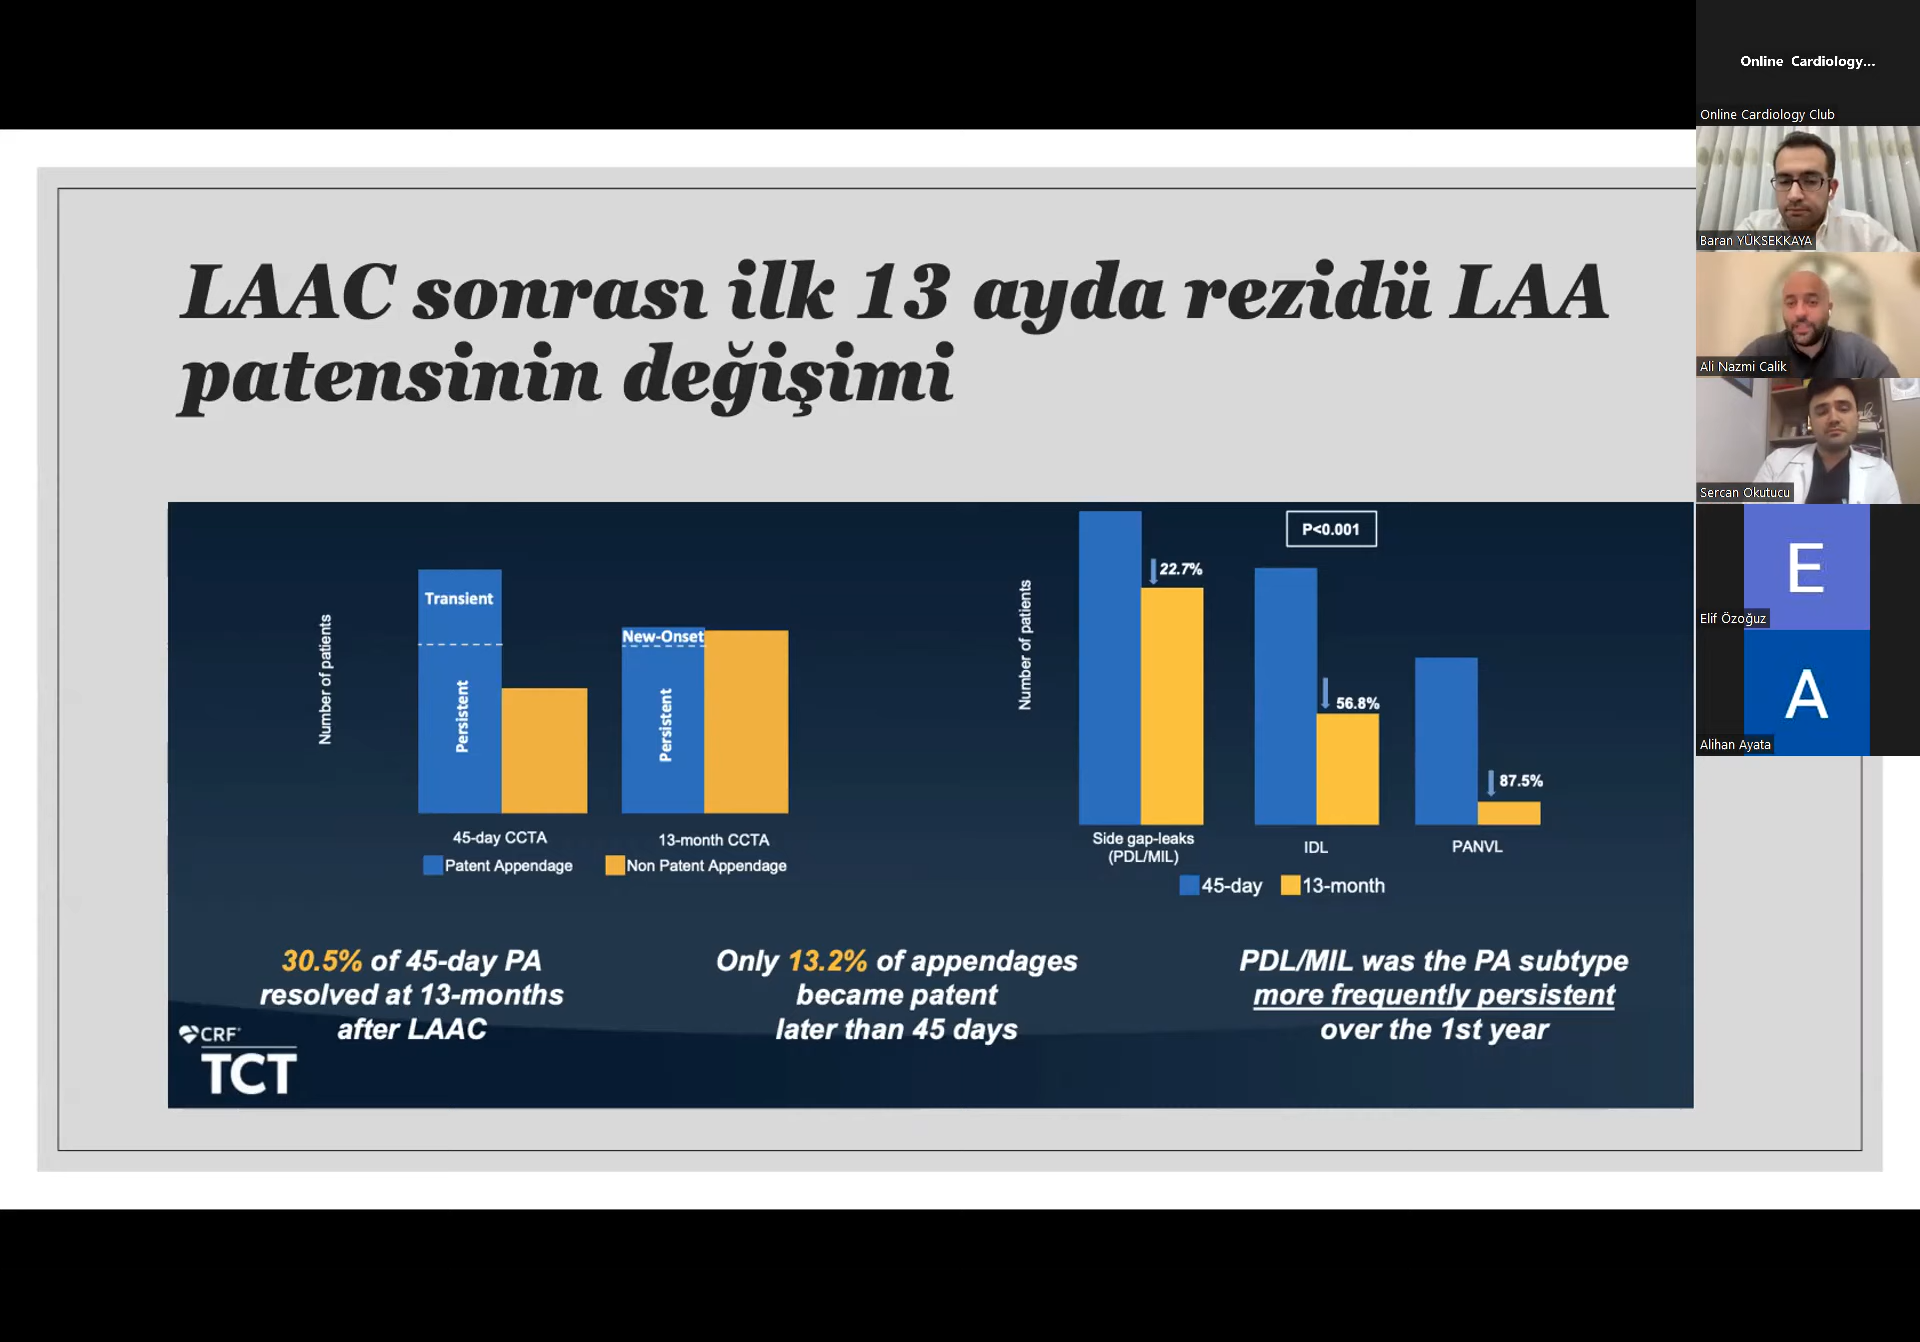 LAAC sonrası ilk 13 ayda rezidü LAA
patensinin değişimi
Number of patients
Transient
Persistent
New-Onset
Persistent
45-day CCTA
13-month CCTA
Patent Appendage
Non Patent Appendage
Number of patients
P<0.001
22.7%
56.8%
87.5%
Side gap-leaks
(PDL/MIL)
IDL
PANVL
45-day
13-month
30.5% of 45-day PA
resolved at 13-months
after LAAC
Only 13.2% of appendages
became patent
later than 45 days
PDL/MIL was the PA subtype
more frequently persistent
over the 1st year
CRF
TCT
Online Cardiology...
Online Cardiology Club
Baran YÜKSEKKAYA
Ali Nazmi Calik
Sercan Okutucu
E
Elif Özoğuz
A
Alihan Ayata